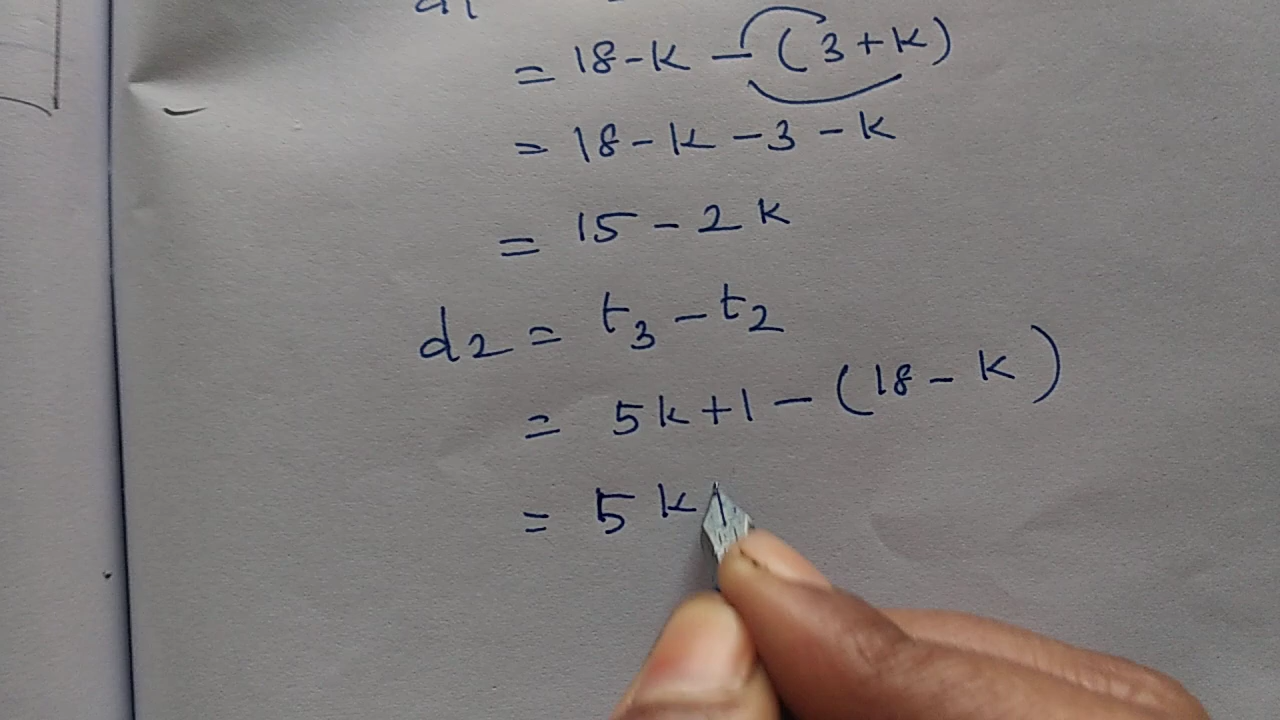 = 18-k-(3+k)
= 18-k-3-k
= 15-2k
d2 = t3-t2
= 5k+1-(18-k)
= 5k